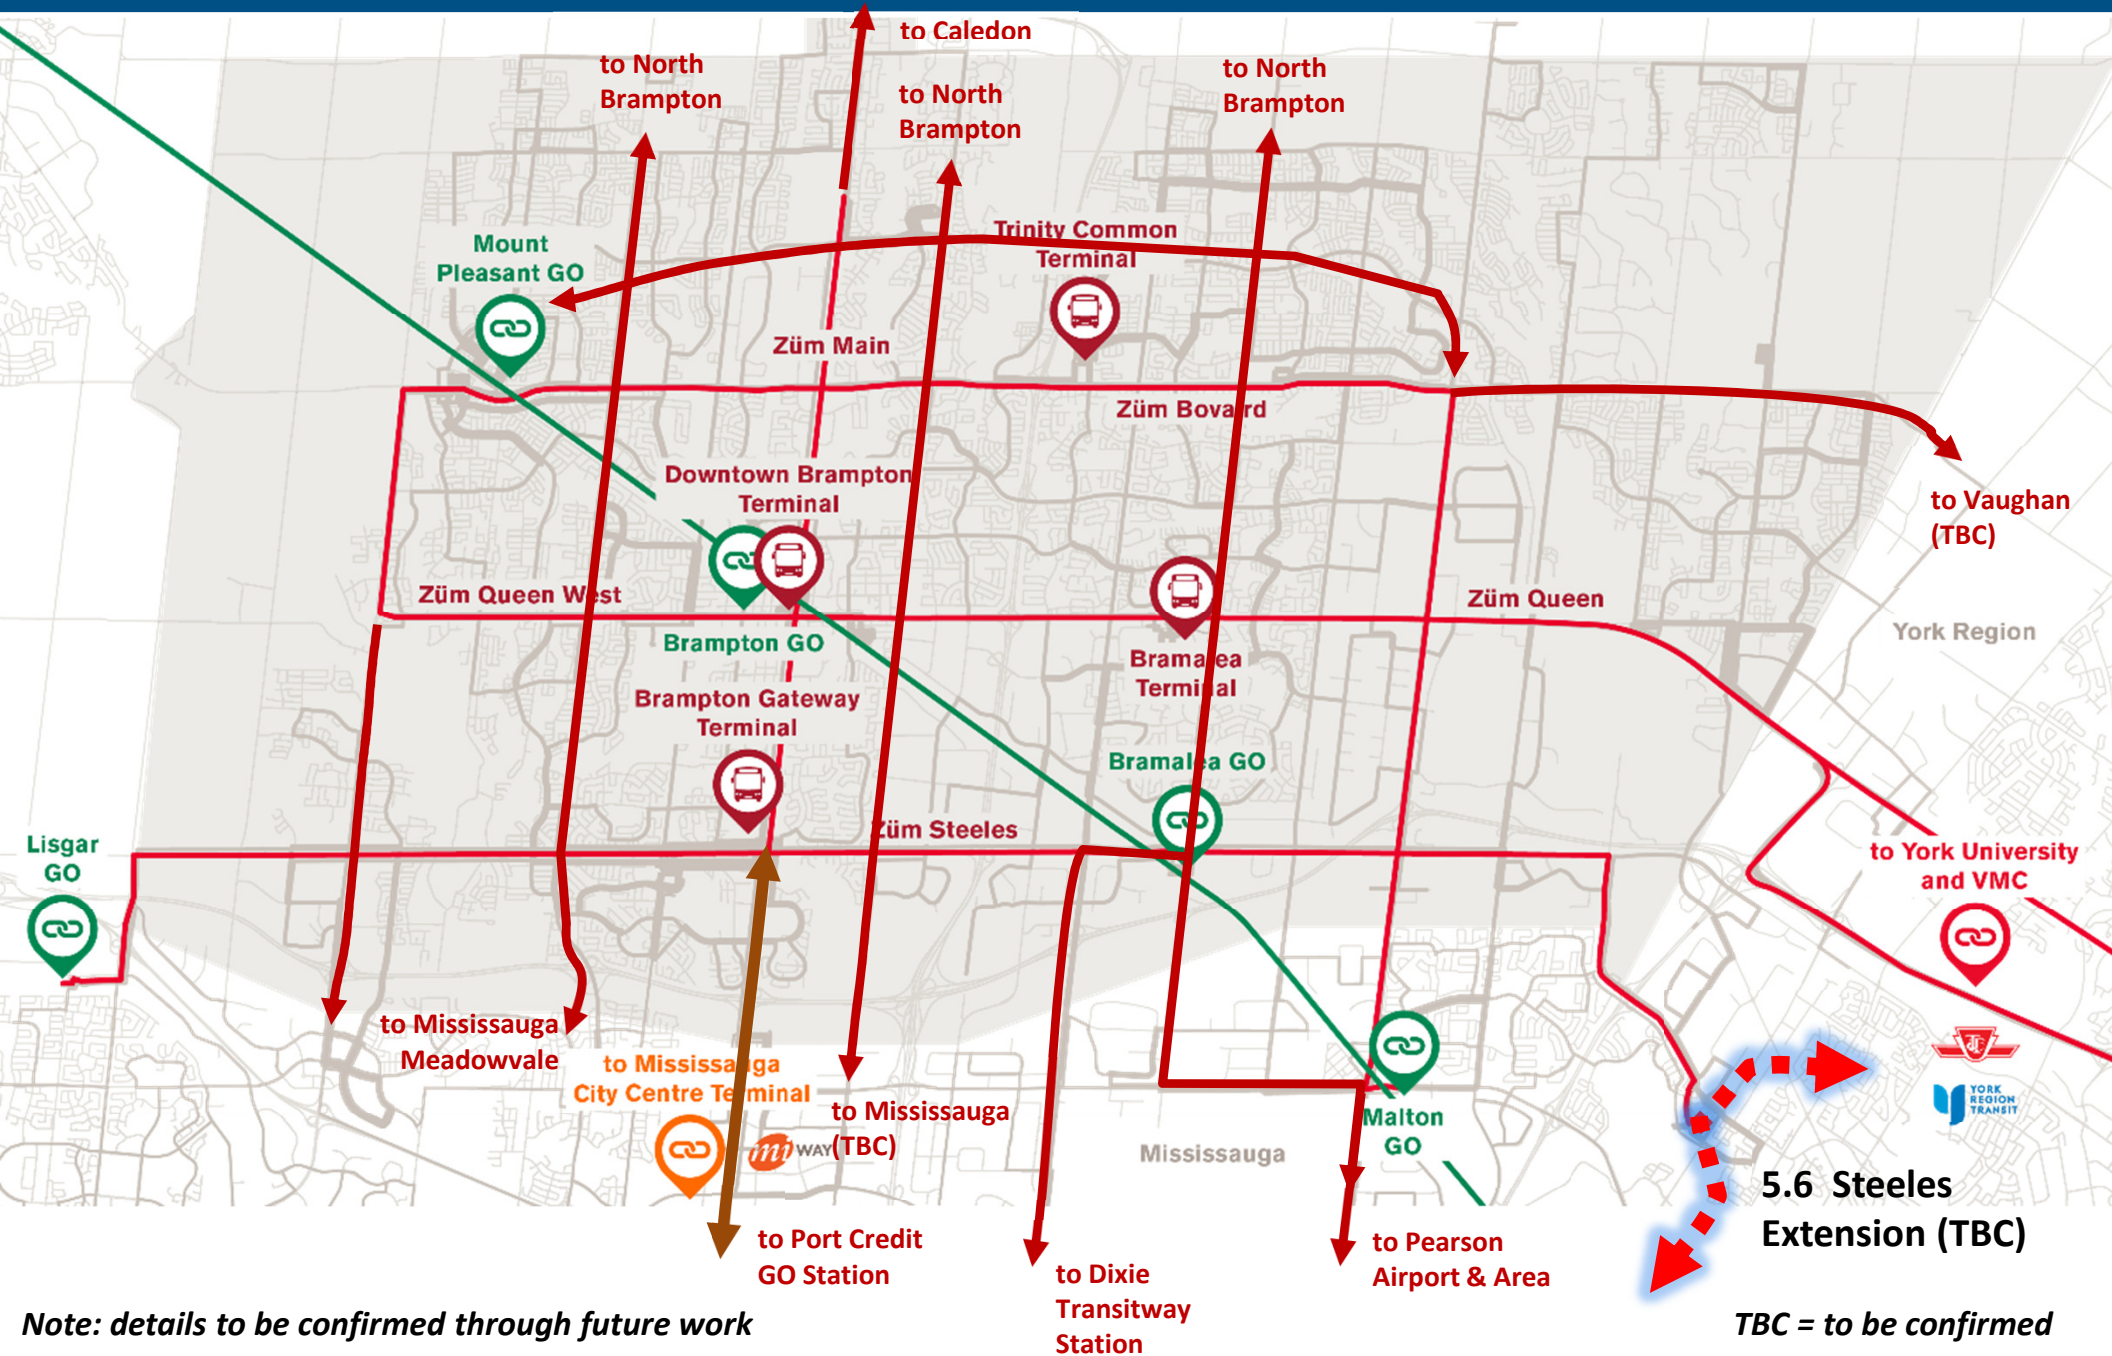 to Caledon
to North
Brampton
to North
Brampton
to North
Brampton
Trinity Common
Terminal
Mount
Pleasant GO
Züm Main
Züm Bovaird
Downtown Brampton
Terminal
to Vaughan
(TBC)
Züm Queen West
Züm Queen
Brampton GO
York Region
Bramalea
Terminal
Brampton Gateway
Terminal
Bramalea GO
Züm Steeles
Lisgar
GO
to York University
and VMC
to Mississauga
Meadowvale
to Mississauga
City Centre Terminal
mi WAY
to Mississauga
(TBC)
Mississauga
Malton
GO
YORK
REGION
TRANSIT
5.6 Steeles
Extension (TBC)
to Port Credit
GO Station
to Dixie
Transitway
Station
to Pearson
Airport & Area
Note: details to be confirmed through future work
TBC = to be confirmed